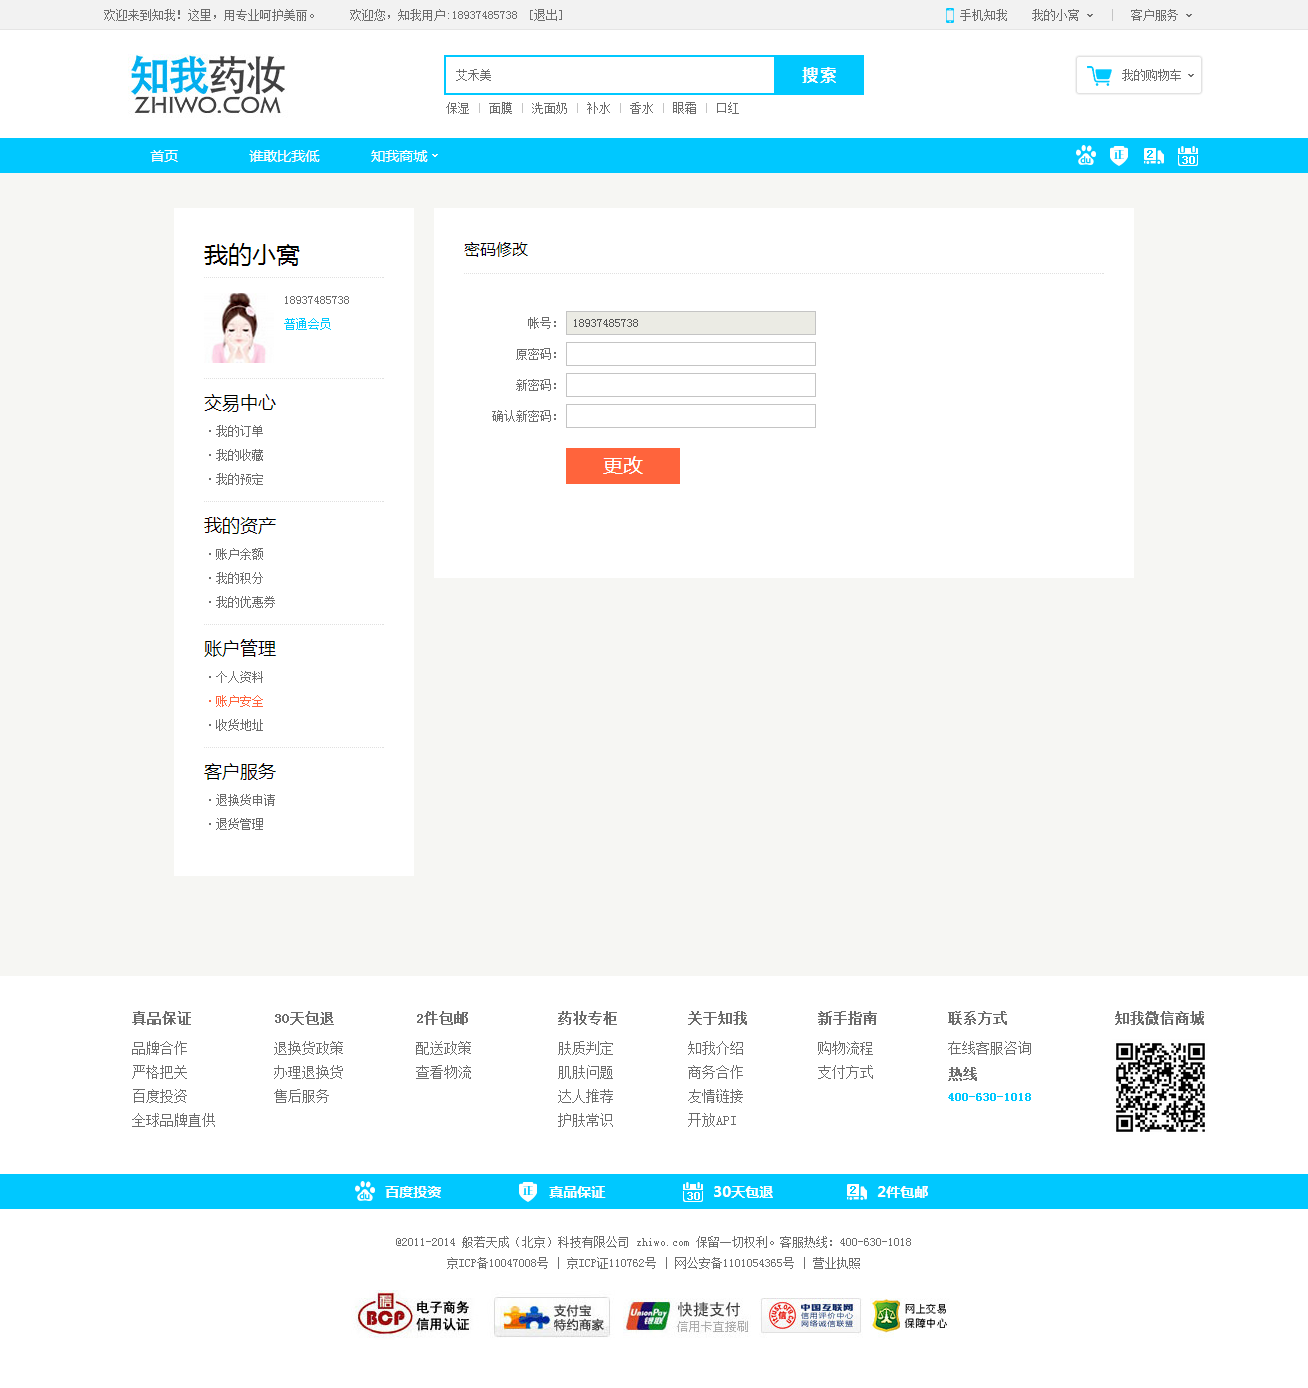 欢迎来到知我！这里，用专业呵护美丽。 欢迎您，知我用户:18937485738 [退出] 手机知我 我的小窝 客户服务
知我药妆
ZHIWO.COM
艾禾美 搜索
我的购物车
保湿 | 面膜 | 洗面奶 | 补水 | 香水 | 眼霜 | 口红
首页 谁敢比我低 知我商城 du 正 2 30
我的小窝
18937485738
普通会员
交易中心
·我的订单
·我的收藏
·我的预定
我的资产
·账户余额
·我的积分
·我的优惠券
账户管理
·个人资料
·账户安全
·收货地址
客户服务
·退换货申请
·退货管理
密码修改
帐号： 18937485738
原密码：
新密码：
确认新密码：
更改
真品保证
品牌合作
严格把关
百度投资
全球品牌直供
30天包退
退换货政策
办理退换货
售后服务
2件包邮
配送政策
查看物流
药妆专柜
肤质判定
肌肤问题
达人推荐
护肤常识
关于知我
知我介绍
商务合作
友情链接
开放API
新手指南
购物流程
支付方式
联系方式
在线客服咨询
热线
400-630-1018
知我微信商城
du 百度投资 正 真品保证 30 30天包退 2 2件包邮
@2011-2014 般若天成（北京）科技有限公司 zhiwo.com 保留一切权利。客服热线：400-630-1018
京ICP备10047008号 | 京ICP证110762号 | 网公安备1101054365号 | 营业执照
信 BCP 电子商务
信用认证
支付宝
特约商家
UnionPay 银联 快捷支付
信用卡直接刷
中国互联网
信用评价中心
网络诚信联盟
网上交易
保障中心